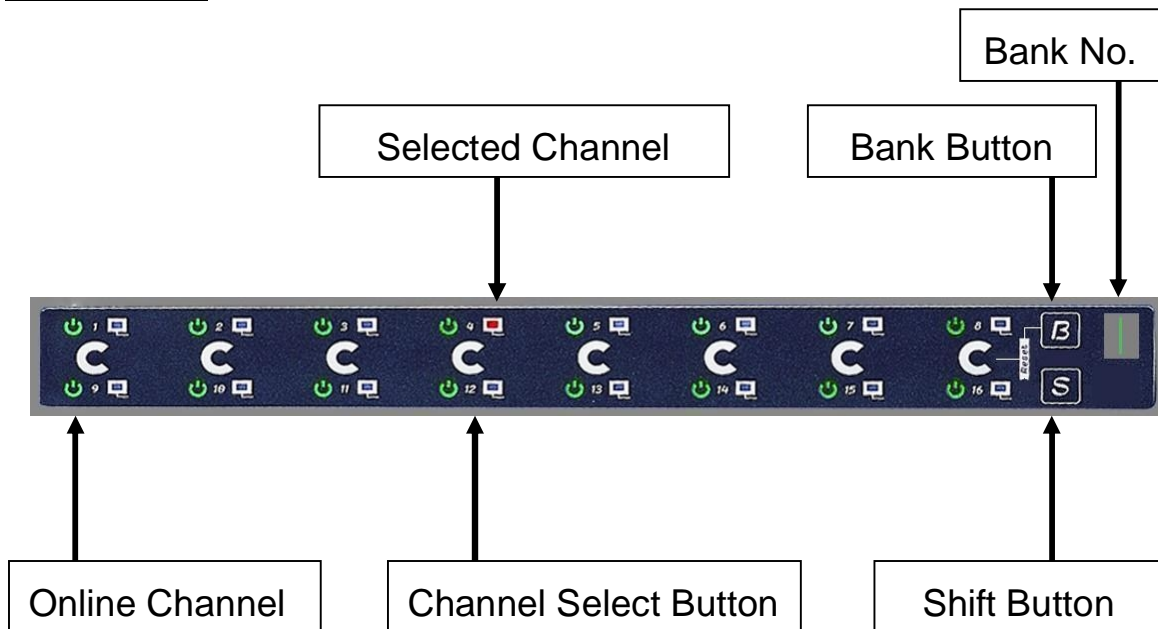 Bank No.
Selected Channel
Bank Button
1 2 3 4 5 6 7 8 B
C C C C C C C C Reset
9 10 11 12 13 14 15 16 S
Online Channel
Channel Select Button
Shift Button